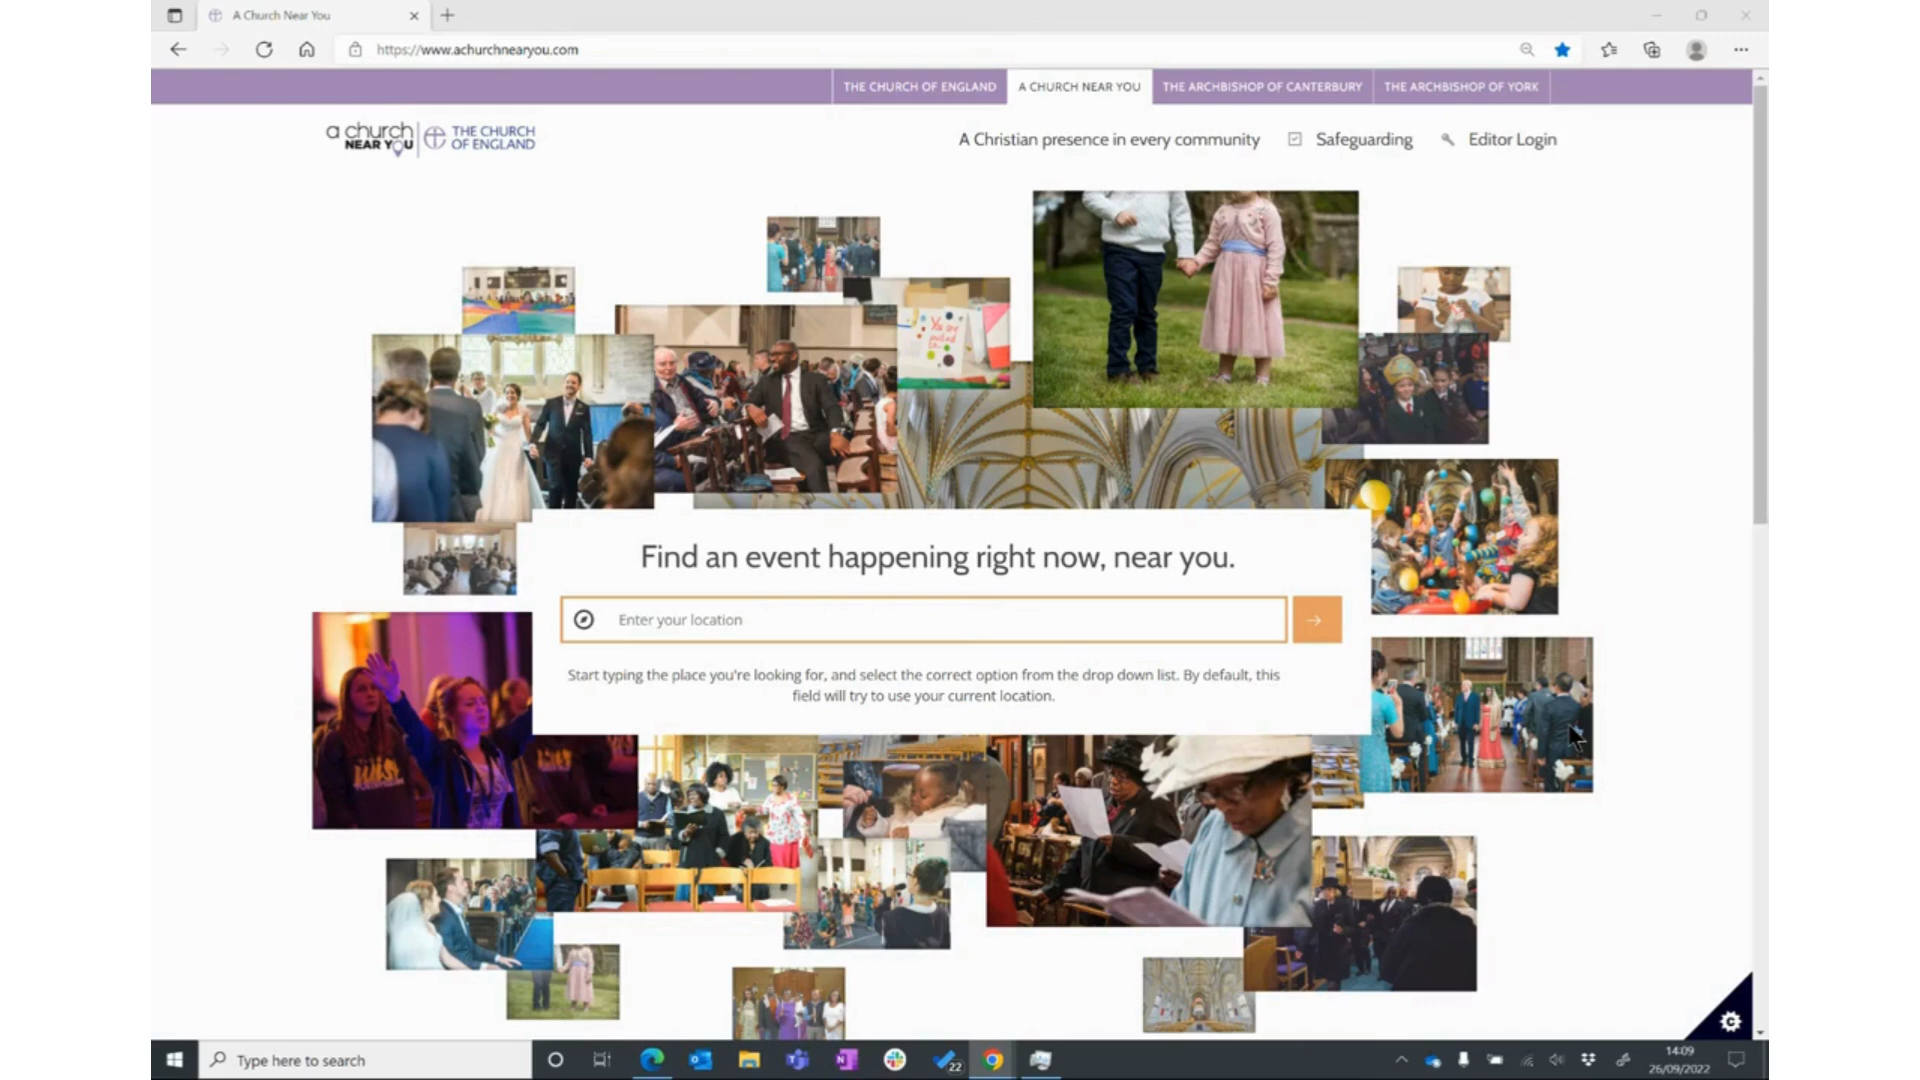 A Church Near You
https://www.achurchnearyou.com
THE CHURCH OF ENGLAND
A CHURCH NEAR YOU
THE ARCHBISHOP OF CANTERBURY
THE ARCHBISHOP OF YORK
a church
NEAR YOU
THE CHURCH
OF ENGLAND
A Christian presence in every community
Safeguarding
Editor Login
Find an event happening right now, near you.
Enter your location
Start typing the place you're looking for, and select the correct option from the drop down list. By default, this
field will try to use your current location.
Type here to search
22
14:09
26/09/2022